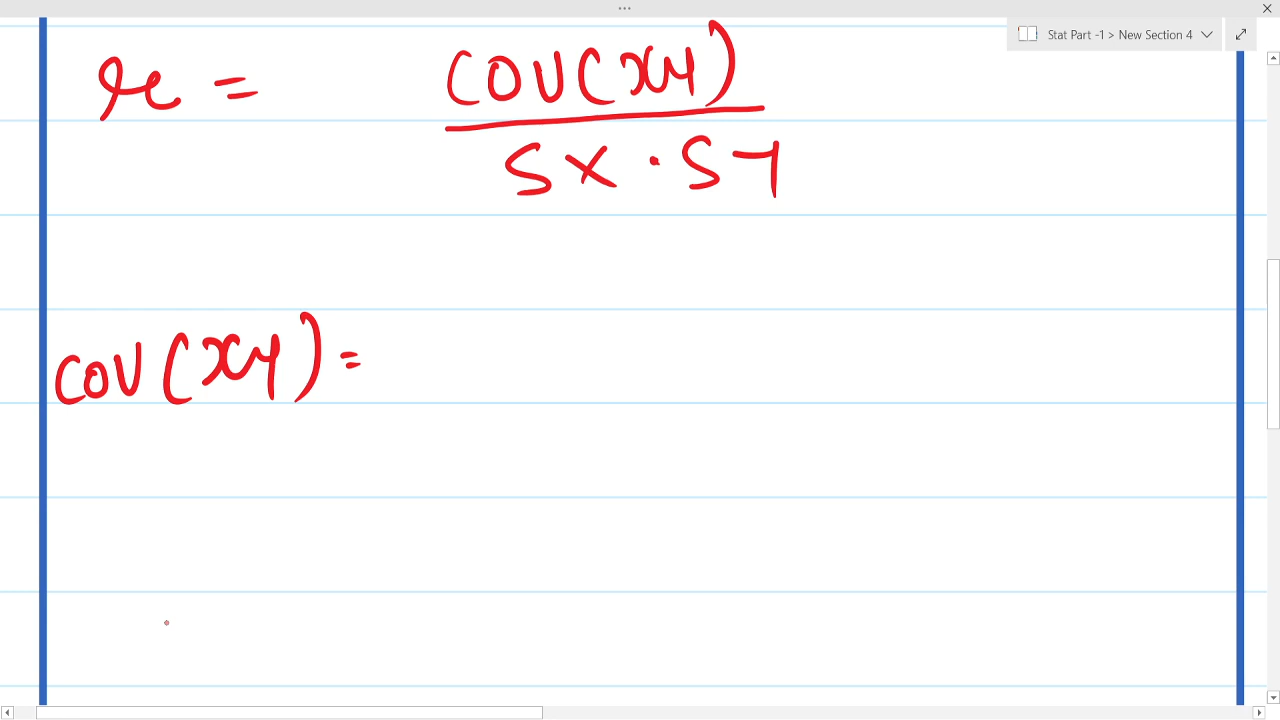 Stat Part -1 > New Section 4
r = COV(xy)
Sx · Sy
COV(xy) =